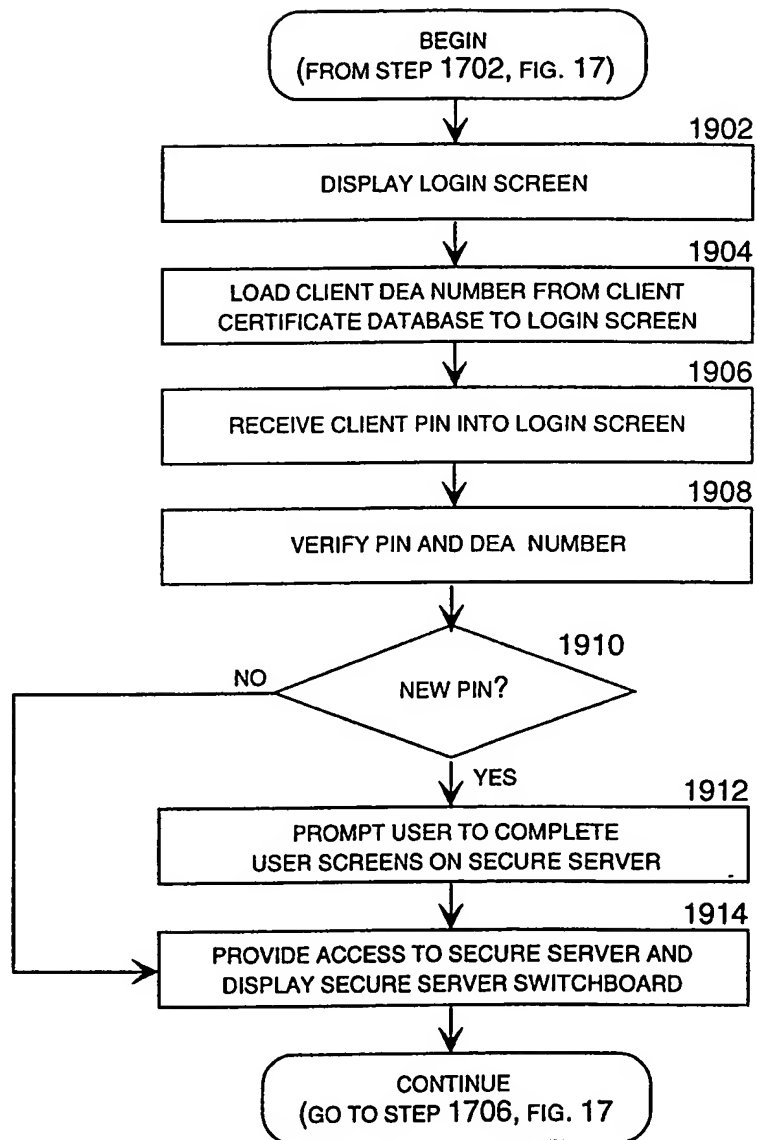 BEGIN
(FROM STEP 1702, FIG. 17)
1902
DISPLAY LOGIN SCREEN
1904
LOAD CLIENT DEA NUMBER FROM CLIENT
CERTIFICATE DATABASE TO LOGIN SCREEN
1906
RECEIVE CLIENT PIN INTO LOGIN SCREEN
1908
VERIFY PIN AND DEA NUMBER
1910
NEW PIN?
NO
YES
1912
PROMPT USER TO COMPLETE
USER SCREENS ON SECURE SERVER
1914
PROVIDE ACCESS TO SECURE SERVER AND
DISPLAY SECURE SERVER SWITCHBOARD
CONTINUE
(GO TO STEP 1706, FIG. 17